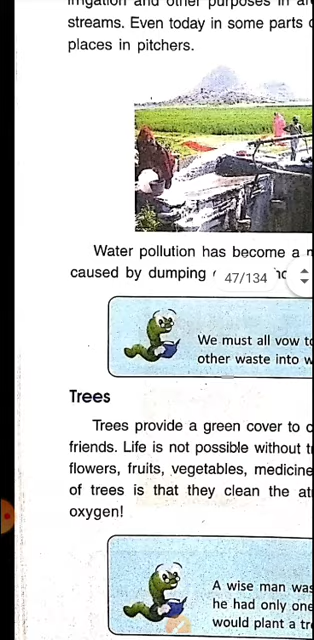 irrigation and other purposes in
streams. Even today in some parts
places in pitchers.
Water pollution has become a
caused by dumping
47/134
We must all vow
other waste into
Trees
Trees provide a green cover to
friends. Life is not possible without
flowers, fruits, vegetables, medicine
of trees is that they clean the
oxygen!
A wise man was
he had only one
would plant a